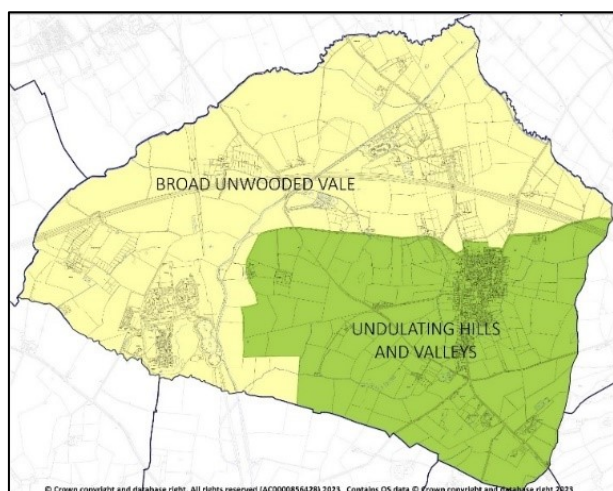 BROAD UNWOODED VALE
UNDULATING HILLS
AND VALLEYS
© Crown copyright and database right. All rights reserved (AC0000856428) 2023. Contains OS data © Crown copyright and database right 2023